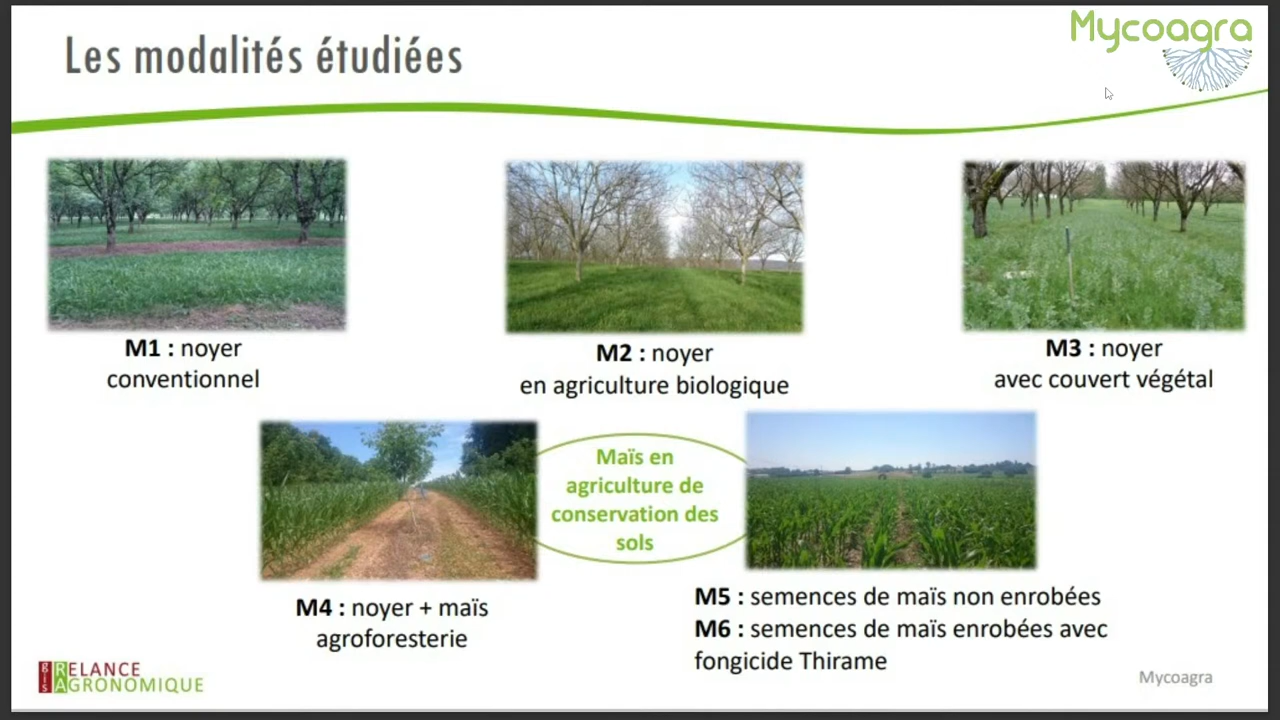 Les modalités étudiées
Mycoagra
M1 : noyer
conventionnel
M2 : noyer
en agriculture biologique
M3 : noyer
avec couvert végétal
Maïs en
agriculture de
conservation des
sols
M4 : noyer + maïs
agroforesterie
M5 : semences de maïs non enrobées
M6 : semences de maïs enrobées avec
fongicide Thirame
gis RELANCE
AGRONOMIQUE
Mycoagra